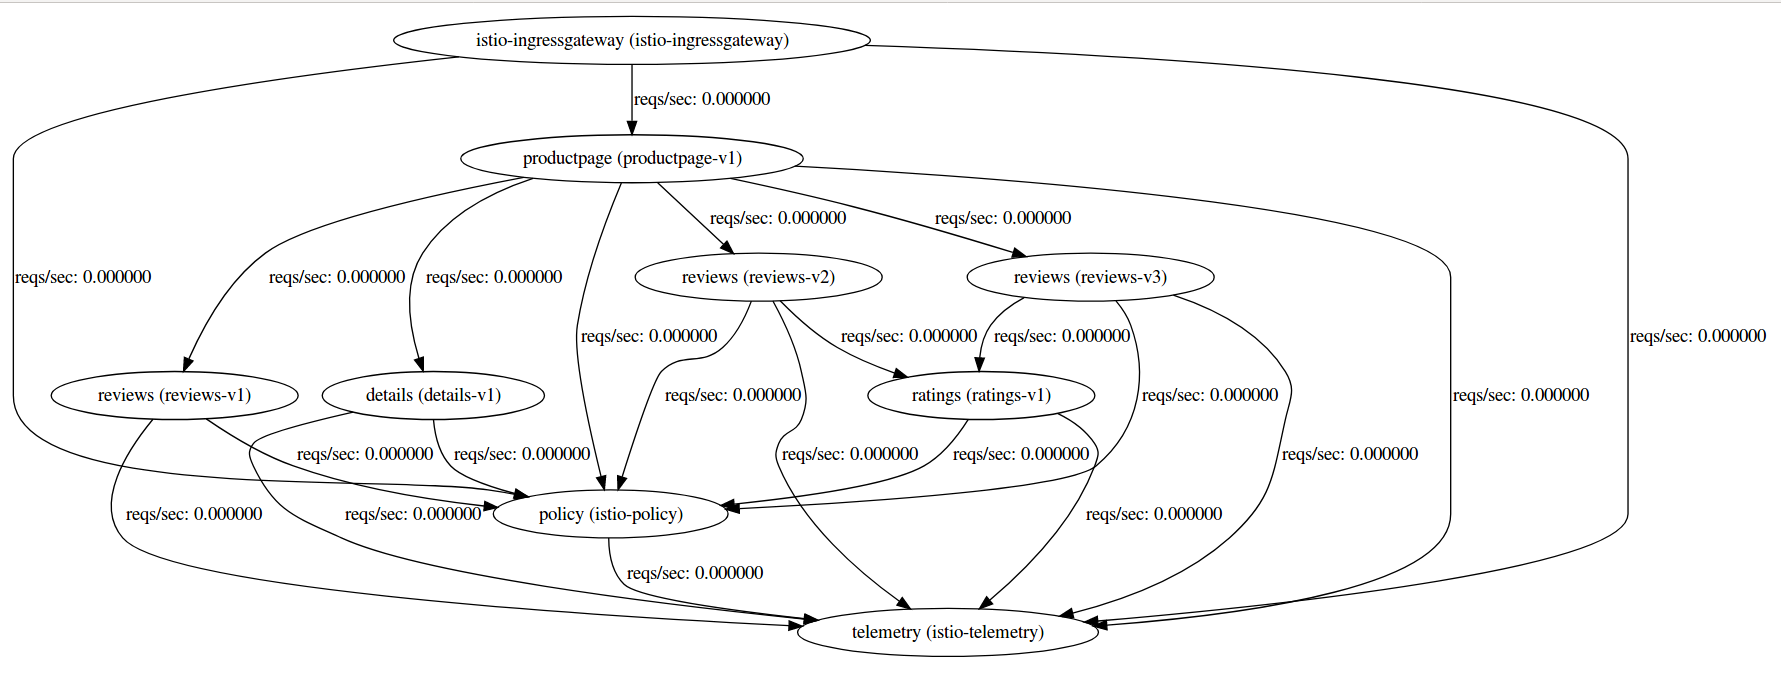 istio-ingressgateway (istio-ingressgateway)
reqs/sec: 0.000000
productpage (productpage-v1)
reqs/sec: 0.000000
reqs/sec: 0.000000
reqs/sec: 0.000000
reqs/sec: 0.000000
reqs/sec: 0.000000
reviews (reviews-v2)
reviews (reviews-v3)
reqs/sec: 0.000000
reqs/sec: 0.000000
reqs/sec: 0.000000
reqs/sec: 0.000000
reviews (reviews-v1)
details (details-v1)
reqs/sec: 0.000000
ratings (ratings-v1)
reqs/sec: 0.000000
reqs/sec: 0.000000
reqs/sec: 0.000000
reqs/sec: 0.000000
reqs/sec: 0.000000
reqs/sec: 0.000000
reqs/sec: 0.000000
reqs/sec: 0.000000
reqs/sec: 0.000000
policy (istio-policy)
reqs/sec: 0.000000
reqs/sec: 0.000000
telemetry (istio-telemetry)